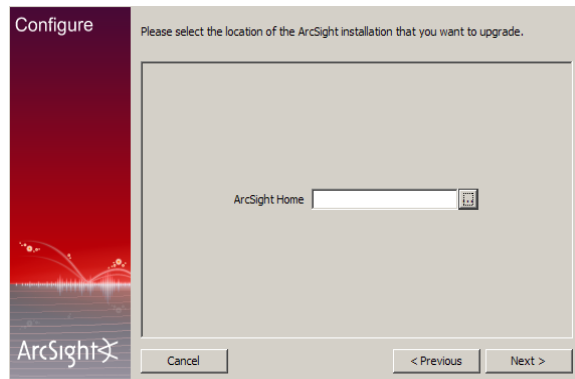 Configure
Please select the location of the ArcSight installation that you want to upgrade.
ArcSight Home
..
ArcSight
Cancel
< Previous
Next >